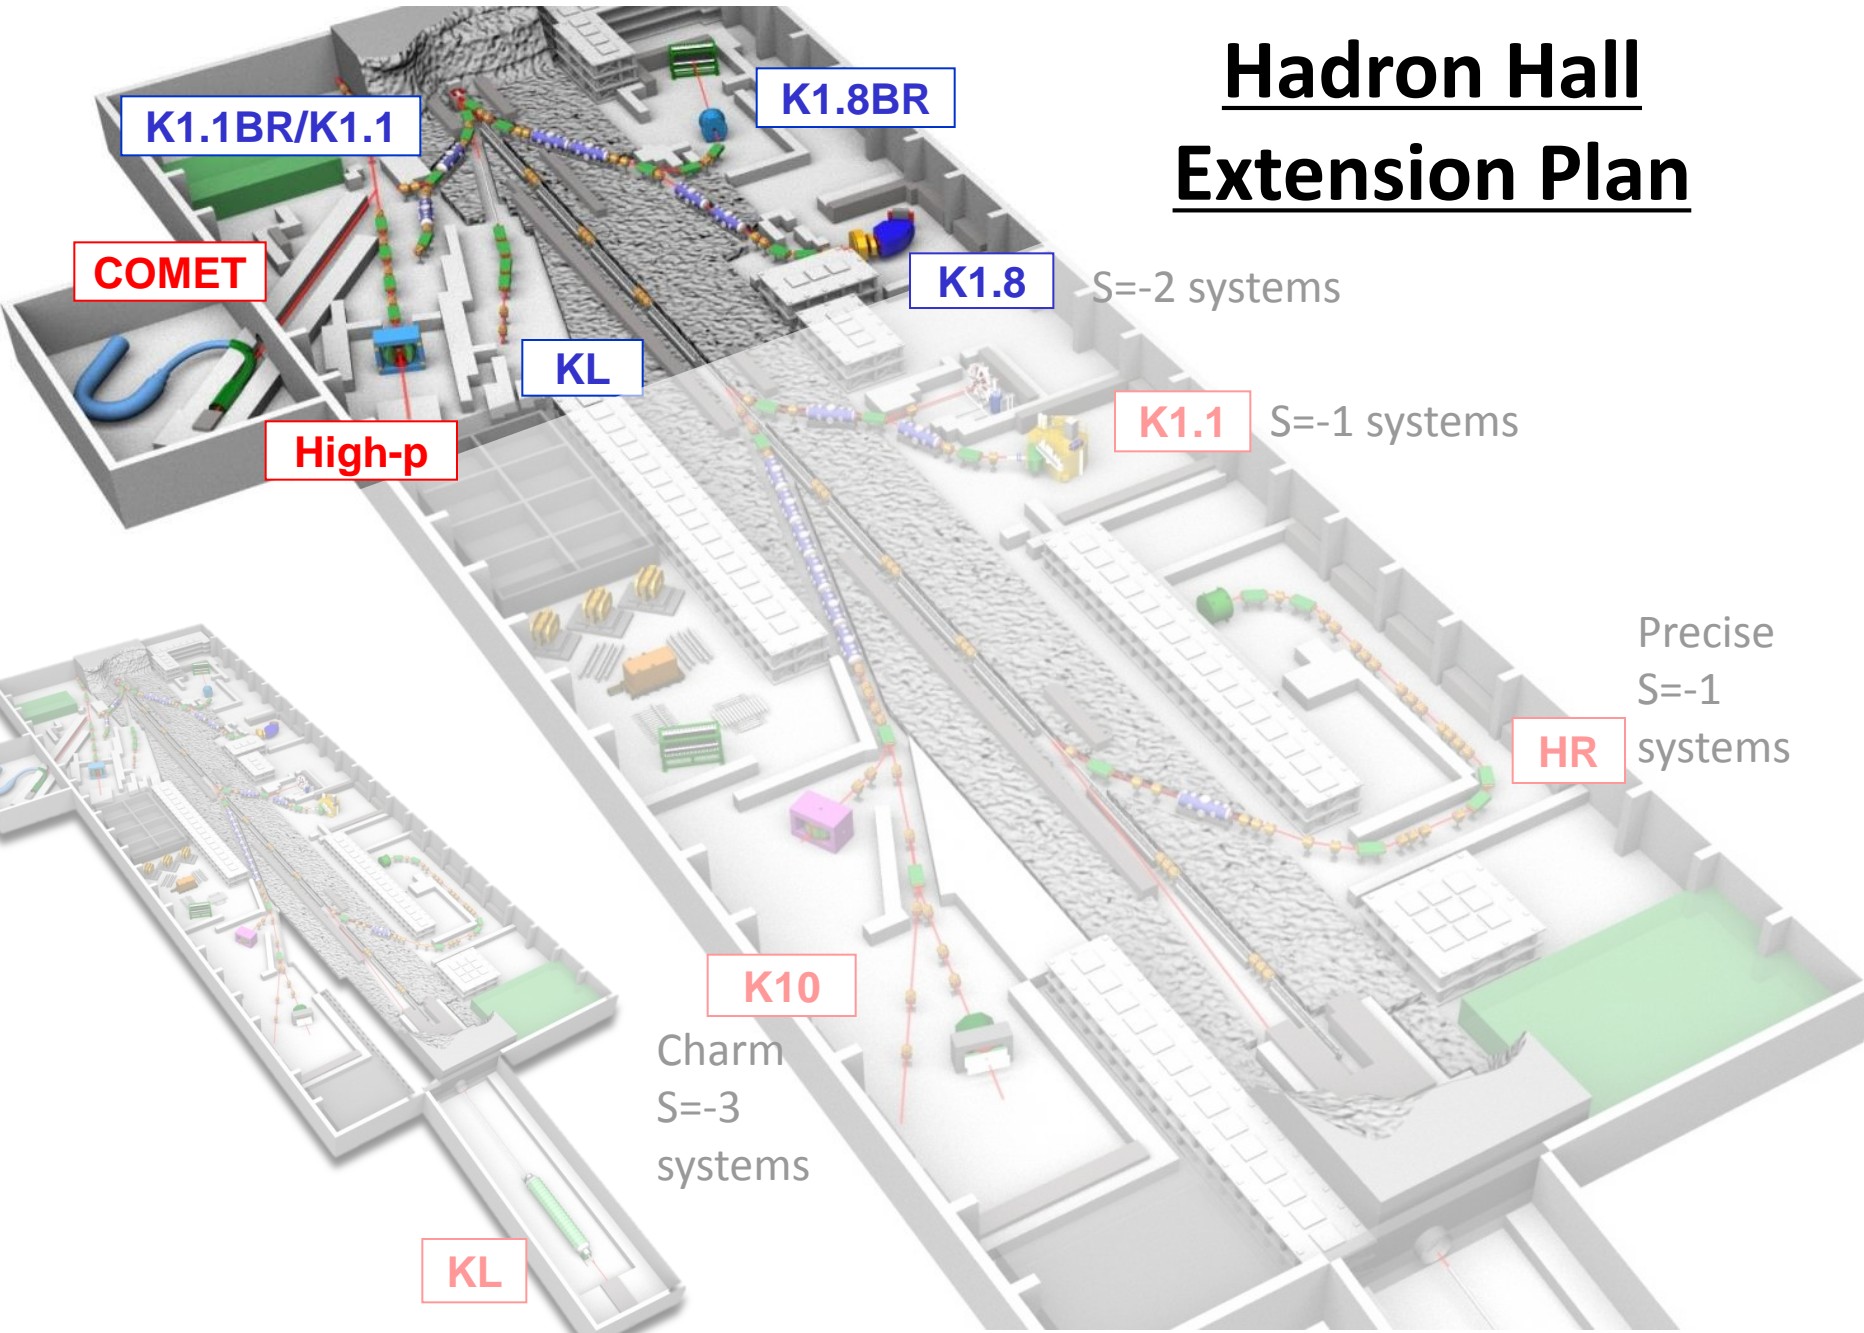 Hadron Hall
Extension Plan
K1.8BR
K1.1BR/K1.1
COMET
K1.8
S=-2 systems
KL
K1.1
S=-1 systems
High-p
Precise
S=-1
systems
HR
K10
Charm
S=-3
systems
KL